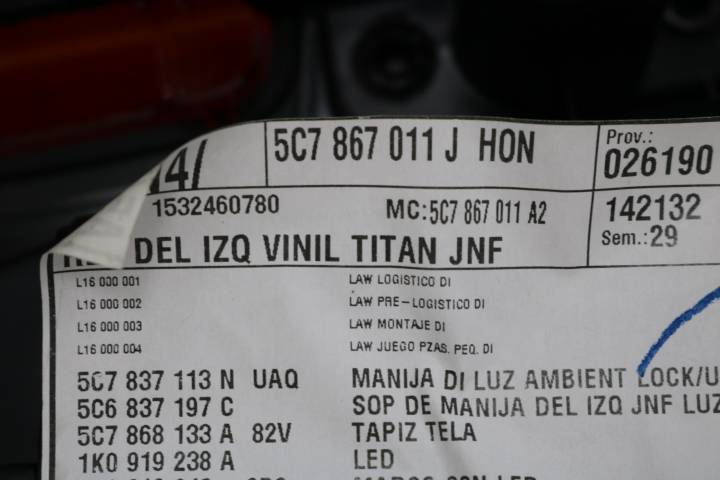 4/ 5C7 867 011 J HON Prov.: 026190
1532460780 MC:5C7 867 011 A2 142132
DEL IZQ VINIL TITAN JNF Sem.:29
L16 000 001 LAW LOGISTICO DI
L16 000 002 LAW PRE-LOGISTICO DI
L16 000 003 LAW MONTAJE DI
L16 000 004 LAW JUEGO PZAS. PEQ. DI
5C7 837 113 N UAQ MANIJA DI LUZ AMBIENT LOCK/U
5C6 837 197 C SOP DE MANIJA DEL IZQ JNF LUZ
5C7 868 133 A 82V TAPIZ TELA
1K0 919 238 A LED